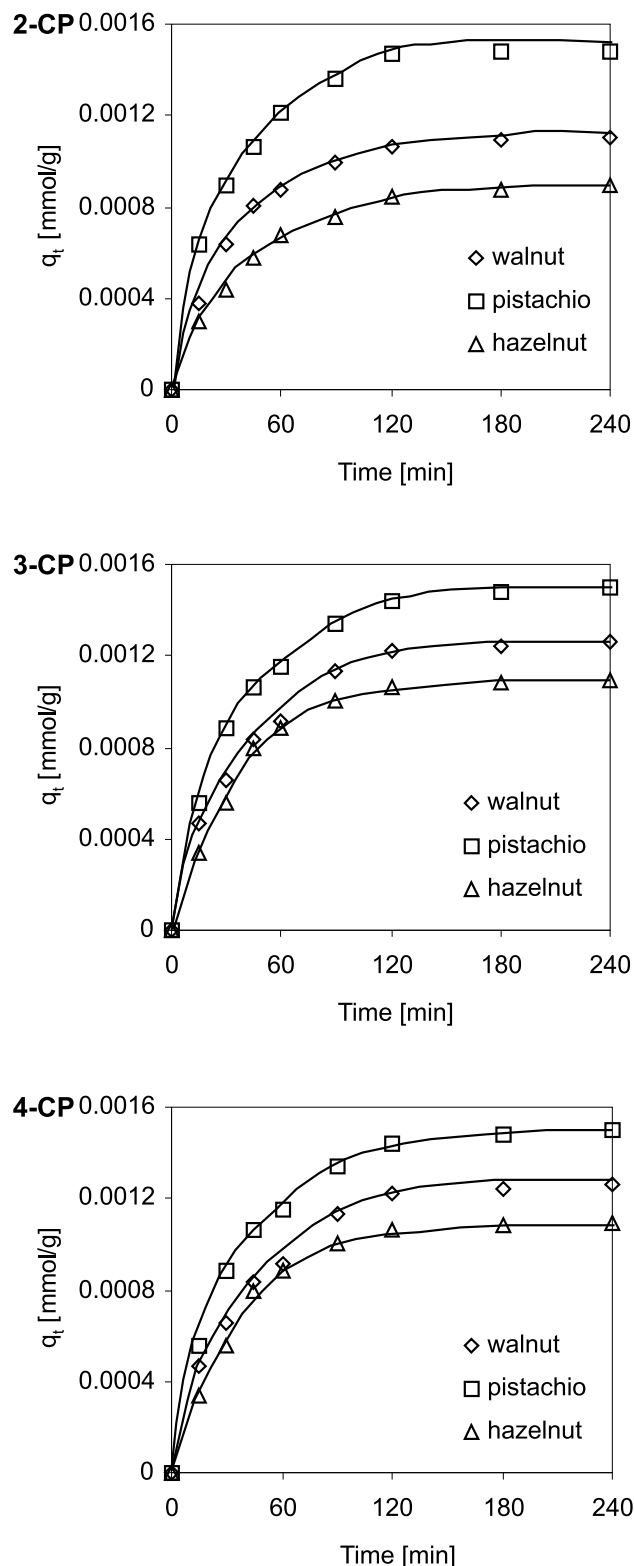 2-CP
0.0016
0.0012
0.0008
0.0004
0
qt [mmol/g]
walnut
pistachio
hazelnut
0 60 120 180 240
Time [min]
3-CP
0.0016
0.0012
0.0008
0.0004
0
qt [mmol/g]
walnut
pistachio
hazelnut
0 60 120 180 240
Time [min]
4-CP
0.0016
0.0012
0.0008
0.0004
0
qt [mmol/g]
walnut
pistachio
hazelnut
0 60 120 180 240
Time [min]